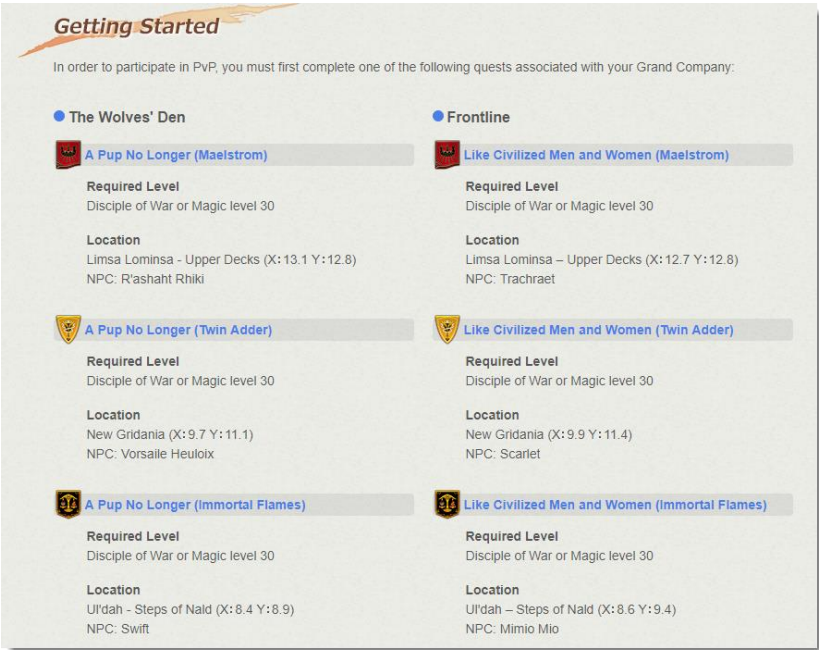 Getting Started
In order to participate in PvP, you must first complete one of the following quests associated with your Grand Company:
The Wolves' Den
A Pup No Longer (Maelstrom)
Required Level
Disciple of War or Magic level 30
Location
Limsa Lominsa - Upper Decks (X:13.1 Y:12.8)
NPC: R'ashaht Rhiki
A Pup No Longer (Twin Adder)
Required Level
Disciple of War or Magic level 30
Location
New Gridania (X:9.7 Y:11.1)
NPC: Vorsaile Heuloix
A Pup No Longer (Immortal Flames)
Required Level
Disciple of War or Magic level 30
Location
Ul'dah - Steps of Nald (X:8.4 Y:8.9)
NPC: Swift
Frontline
Like Civilized Men and Women (Maelstrom)
Required Level
Disciple of War or Magic level 30
Location
Limsa Lominsa – Upper Decks (X:12.7 Y:12.8)
NPC: Trachraet
Like Civilized Men and Women (Twin Adder)
Required Level
Disciple of War or Magic level 30
Location
New Gridania (X:9.9 Y:11.4)
NPC: Scarlet
Like Civilized Men and Women (Immortal Flames)
Required Level
Disciple of War or Magic level 30
Location
Ul'dah – Steps of Nald (X:8.6 Y:9.4)
NPC: Mimio Mio